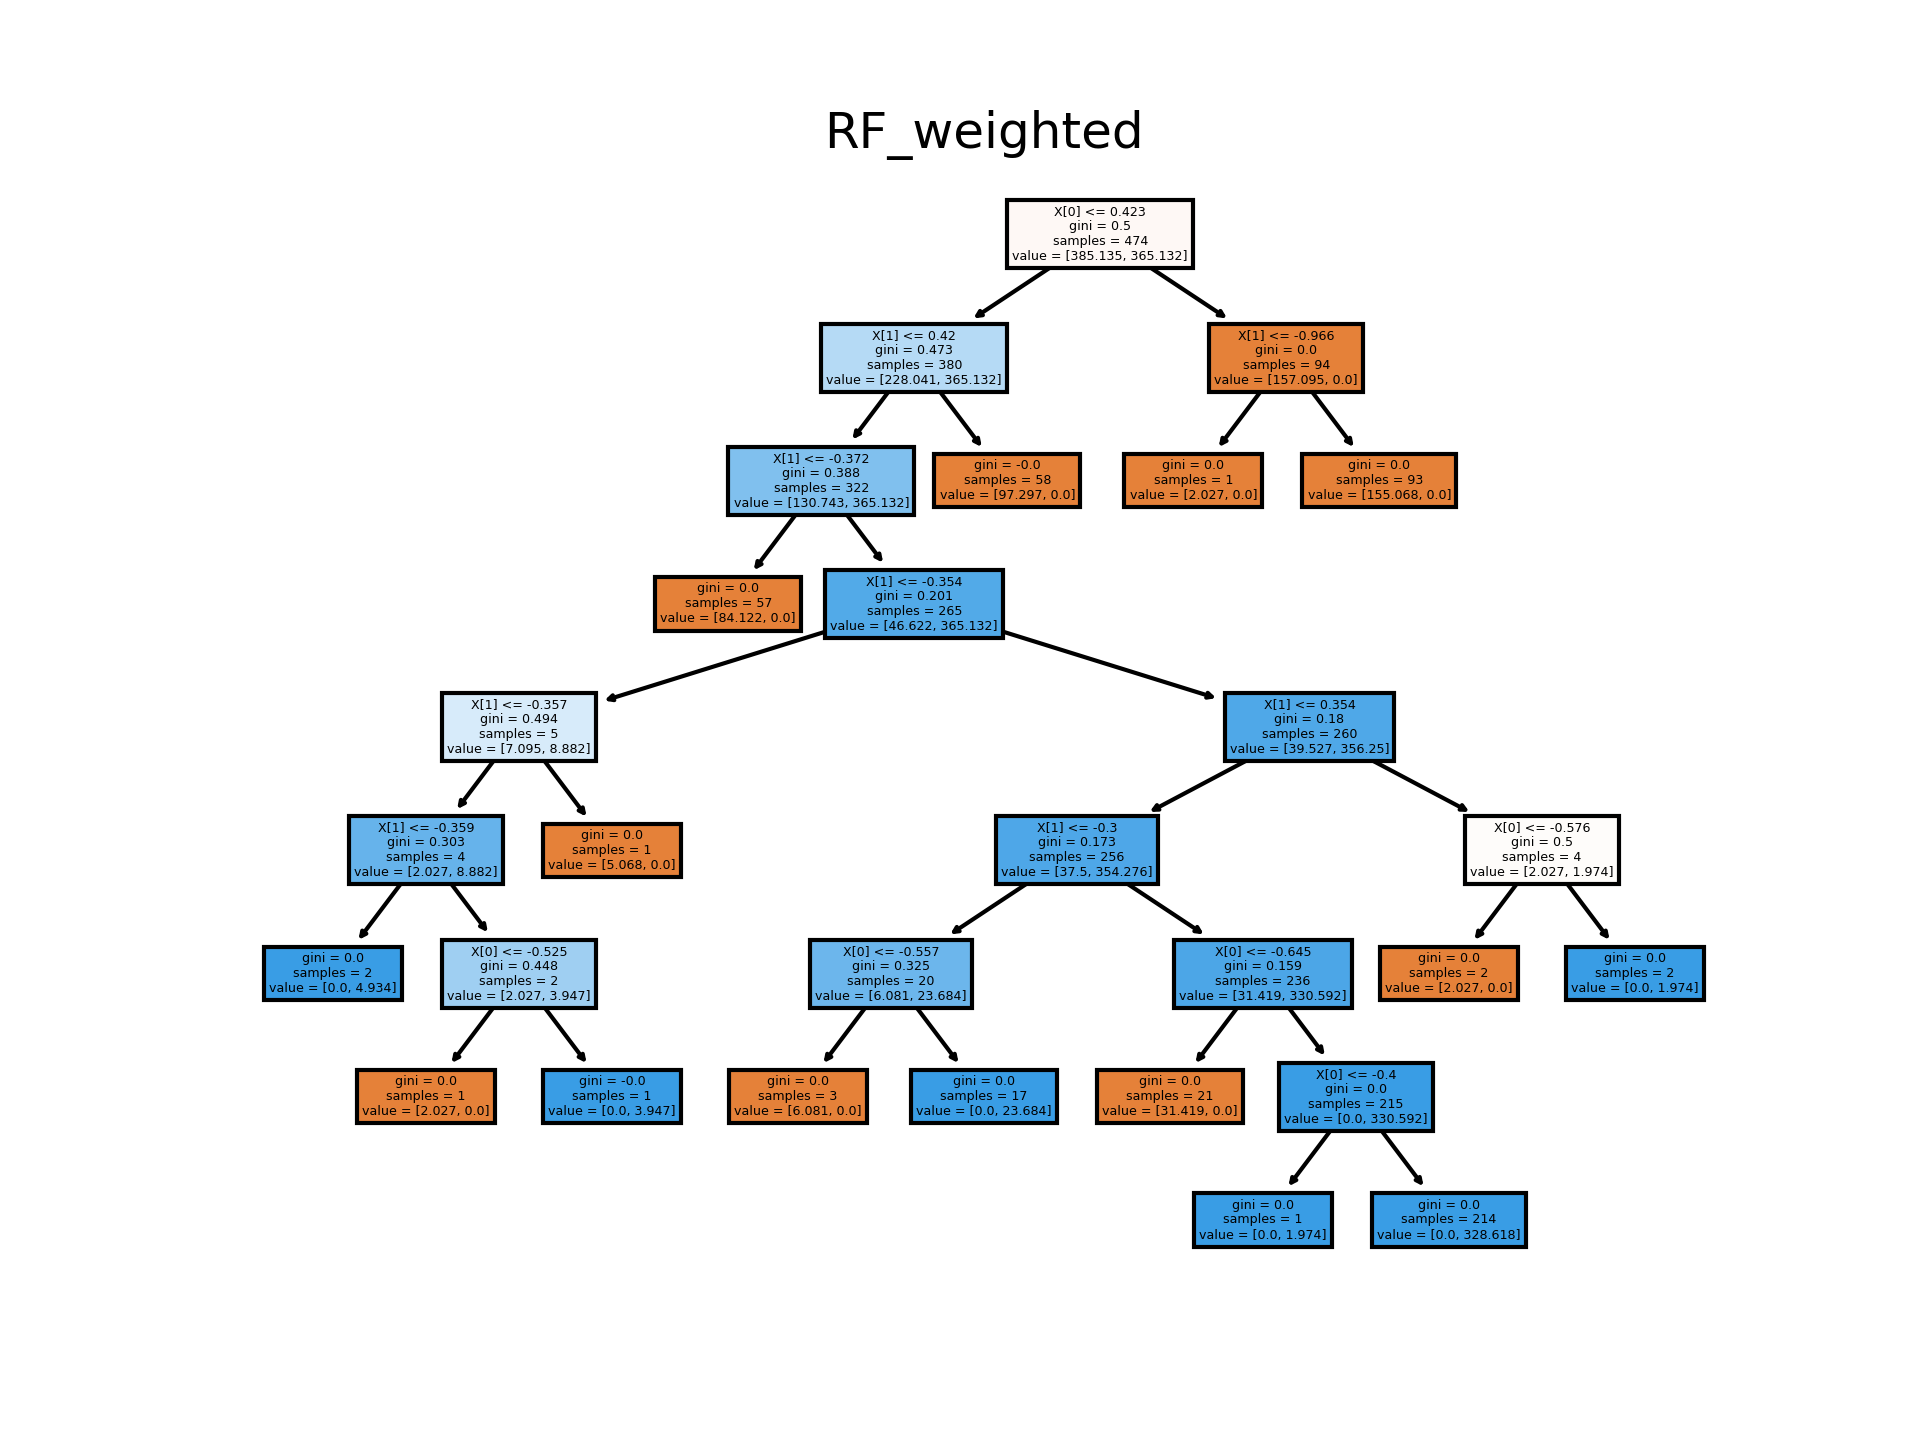 RF_weighted
X[0] <= 0.423
gini = 0.5
samples = 474
value = [385.135, 365.132]
X[1] <= 0.42
gini = 0.473
samples = 380
value = [228.041, 365.132]
X[1] <= -0.966
gini = 0.0
samples = 94
value = [157.095, 0.0]
X[1] <= -0.372
gini = 0.388
samples = 322
value = [130.743, 365.132]
gini = -0.0
samples = 58
value = [97.297, 0.0]
gini = 0.0
samples = 1
value = [2.027, 0.0]
gini = 0.0
samples = 93
value = [155.068, 0.0]
gini = 0.0
samples = 57
value = [84.122, 0.0]
X[1] <= -0.354
gini = 0.201
samples = 265
value = [46.622, 365.132]
X[1] <= -0.357
gini = 0.494
samples = 5
value = [7.095, 8.882]
X[1] <= 0.354
gini = 0.18
samples = 260
value = [39.527, 356.25]
X[1] <= -0.359
gini = 0.303
samples = 4
value = [2.027, 8.882]
gini = 0.0
samples = 1
value = [5.068, 0.0]
X[1] <= -0.3
gini = 0.173
samples = 256
value = [37.5, 354.276]
X[0] <= -0.576
gini = 0.5
samples = 4
value = [2.027, 1.974]
gini = 0.0
samples = 2
value = [0.0, 4.934]
X[0] <= -0.525
gini = 0.448
samples = 2
value = [2.027, 3.947]
X[0] <= -0.557
gini = 0.325
samples = 20
value = [6.081, 23.684]
X[0] <= -0.645
gini = 0.159
samples = 236
value = [31.419, 330.592]
gini = 0.0
samples = 2
value = [2.027, 0.0]
gini = 0.0
samples = 2
value = [0.0, 1.974]
gini = 0.0
samples = 1
value = [2.027, 0.0]
gini = -0.0
samples = 1
value = [0.0, 3.947]
gini = 0.0
samples = 3
value = [6.081, 0.0]
gini = 0.0
samples = 17
value = [0.0, 23.684]
gini = 0.0
samples = 21
value = [31.419, 0.0]
X[0] <= -0.4
gini = 0.0
samples = 215
value = [0.0, 330.592]
gini = 0.0
samples = 1
value = [0.0, 1.974]
gini = 0.0
samples = 214
value = [0.0, 328.618]